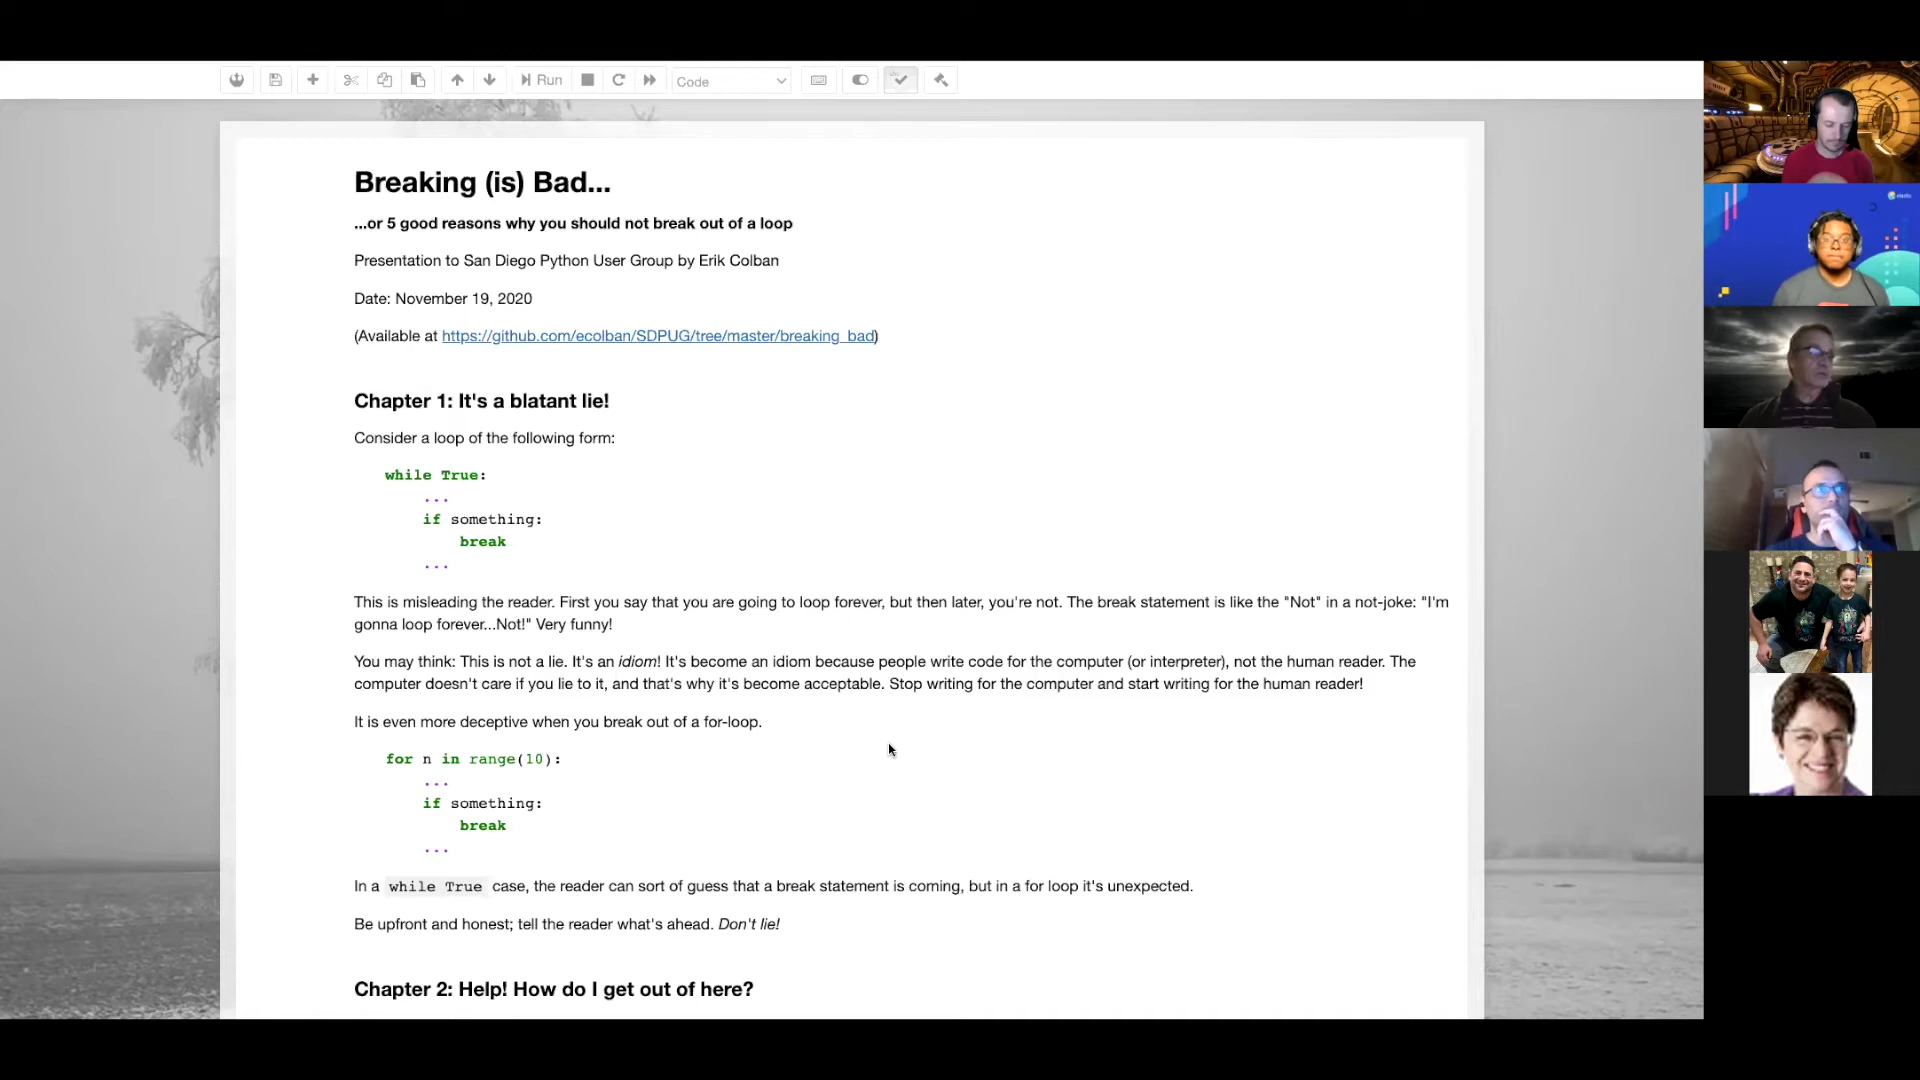 Run
Code
Breaking (is) Bad...
...or 5 good reasons why you should not break out of a loop
Presentation to San Diego Python User Group by Erik Colban
Date: November 19, 2020
(Available at https://github.com/ecolban/SDPUG/tree/master/breaking_bad)
Chapter 1: It's a blatant lie!
Consider a loop of the following form:
while True:
...
if something:
break
...
This is misleading the reader. First you say that you are going to loop forever, but then later, you're not. The break statement is like the "Not" in a not-joke: "I'm
gonna loop forever...Not!" Very funny!
You may think: This is not a lie. It's an idiom! It's become an idiom because people write code for the computer (or interpreter), not the human reader. The
computer doesn't care if you lie to it, and that's why it's become acceptable. Stop writing for the computer and start writing for the human reader!
It is even more deceptive when you break out of a for-loop.
for n in range(10):
...
if something:
break
...
In a while True case, the reader can sort of guess that a break statement is coming, but in a for loop it's unexpected.
Be upfront and honest; tell the reader what's ahead. Don't lie!
Chapter 2: Help! How do I get out of here?